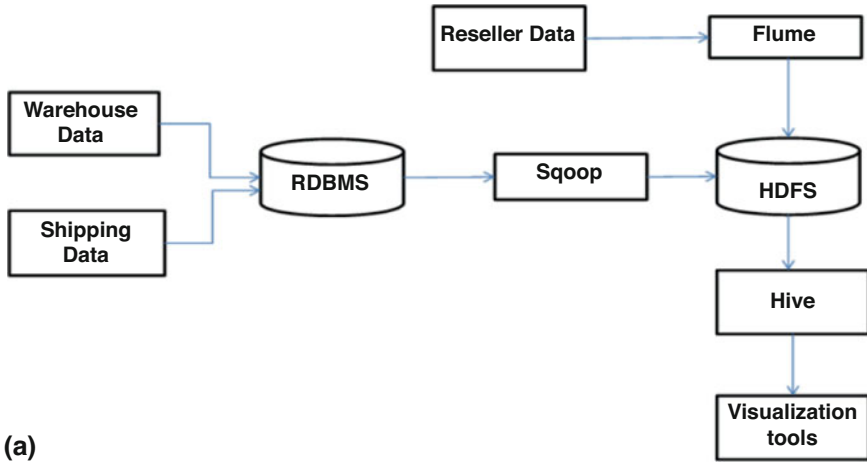 Reseller Data
Flume
Warehouse
Data
RDBMS
Sqoop
HDFS
Shipping
Data
Hive
Visualization
tools
(a)